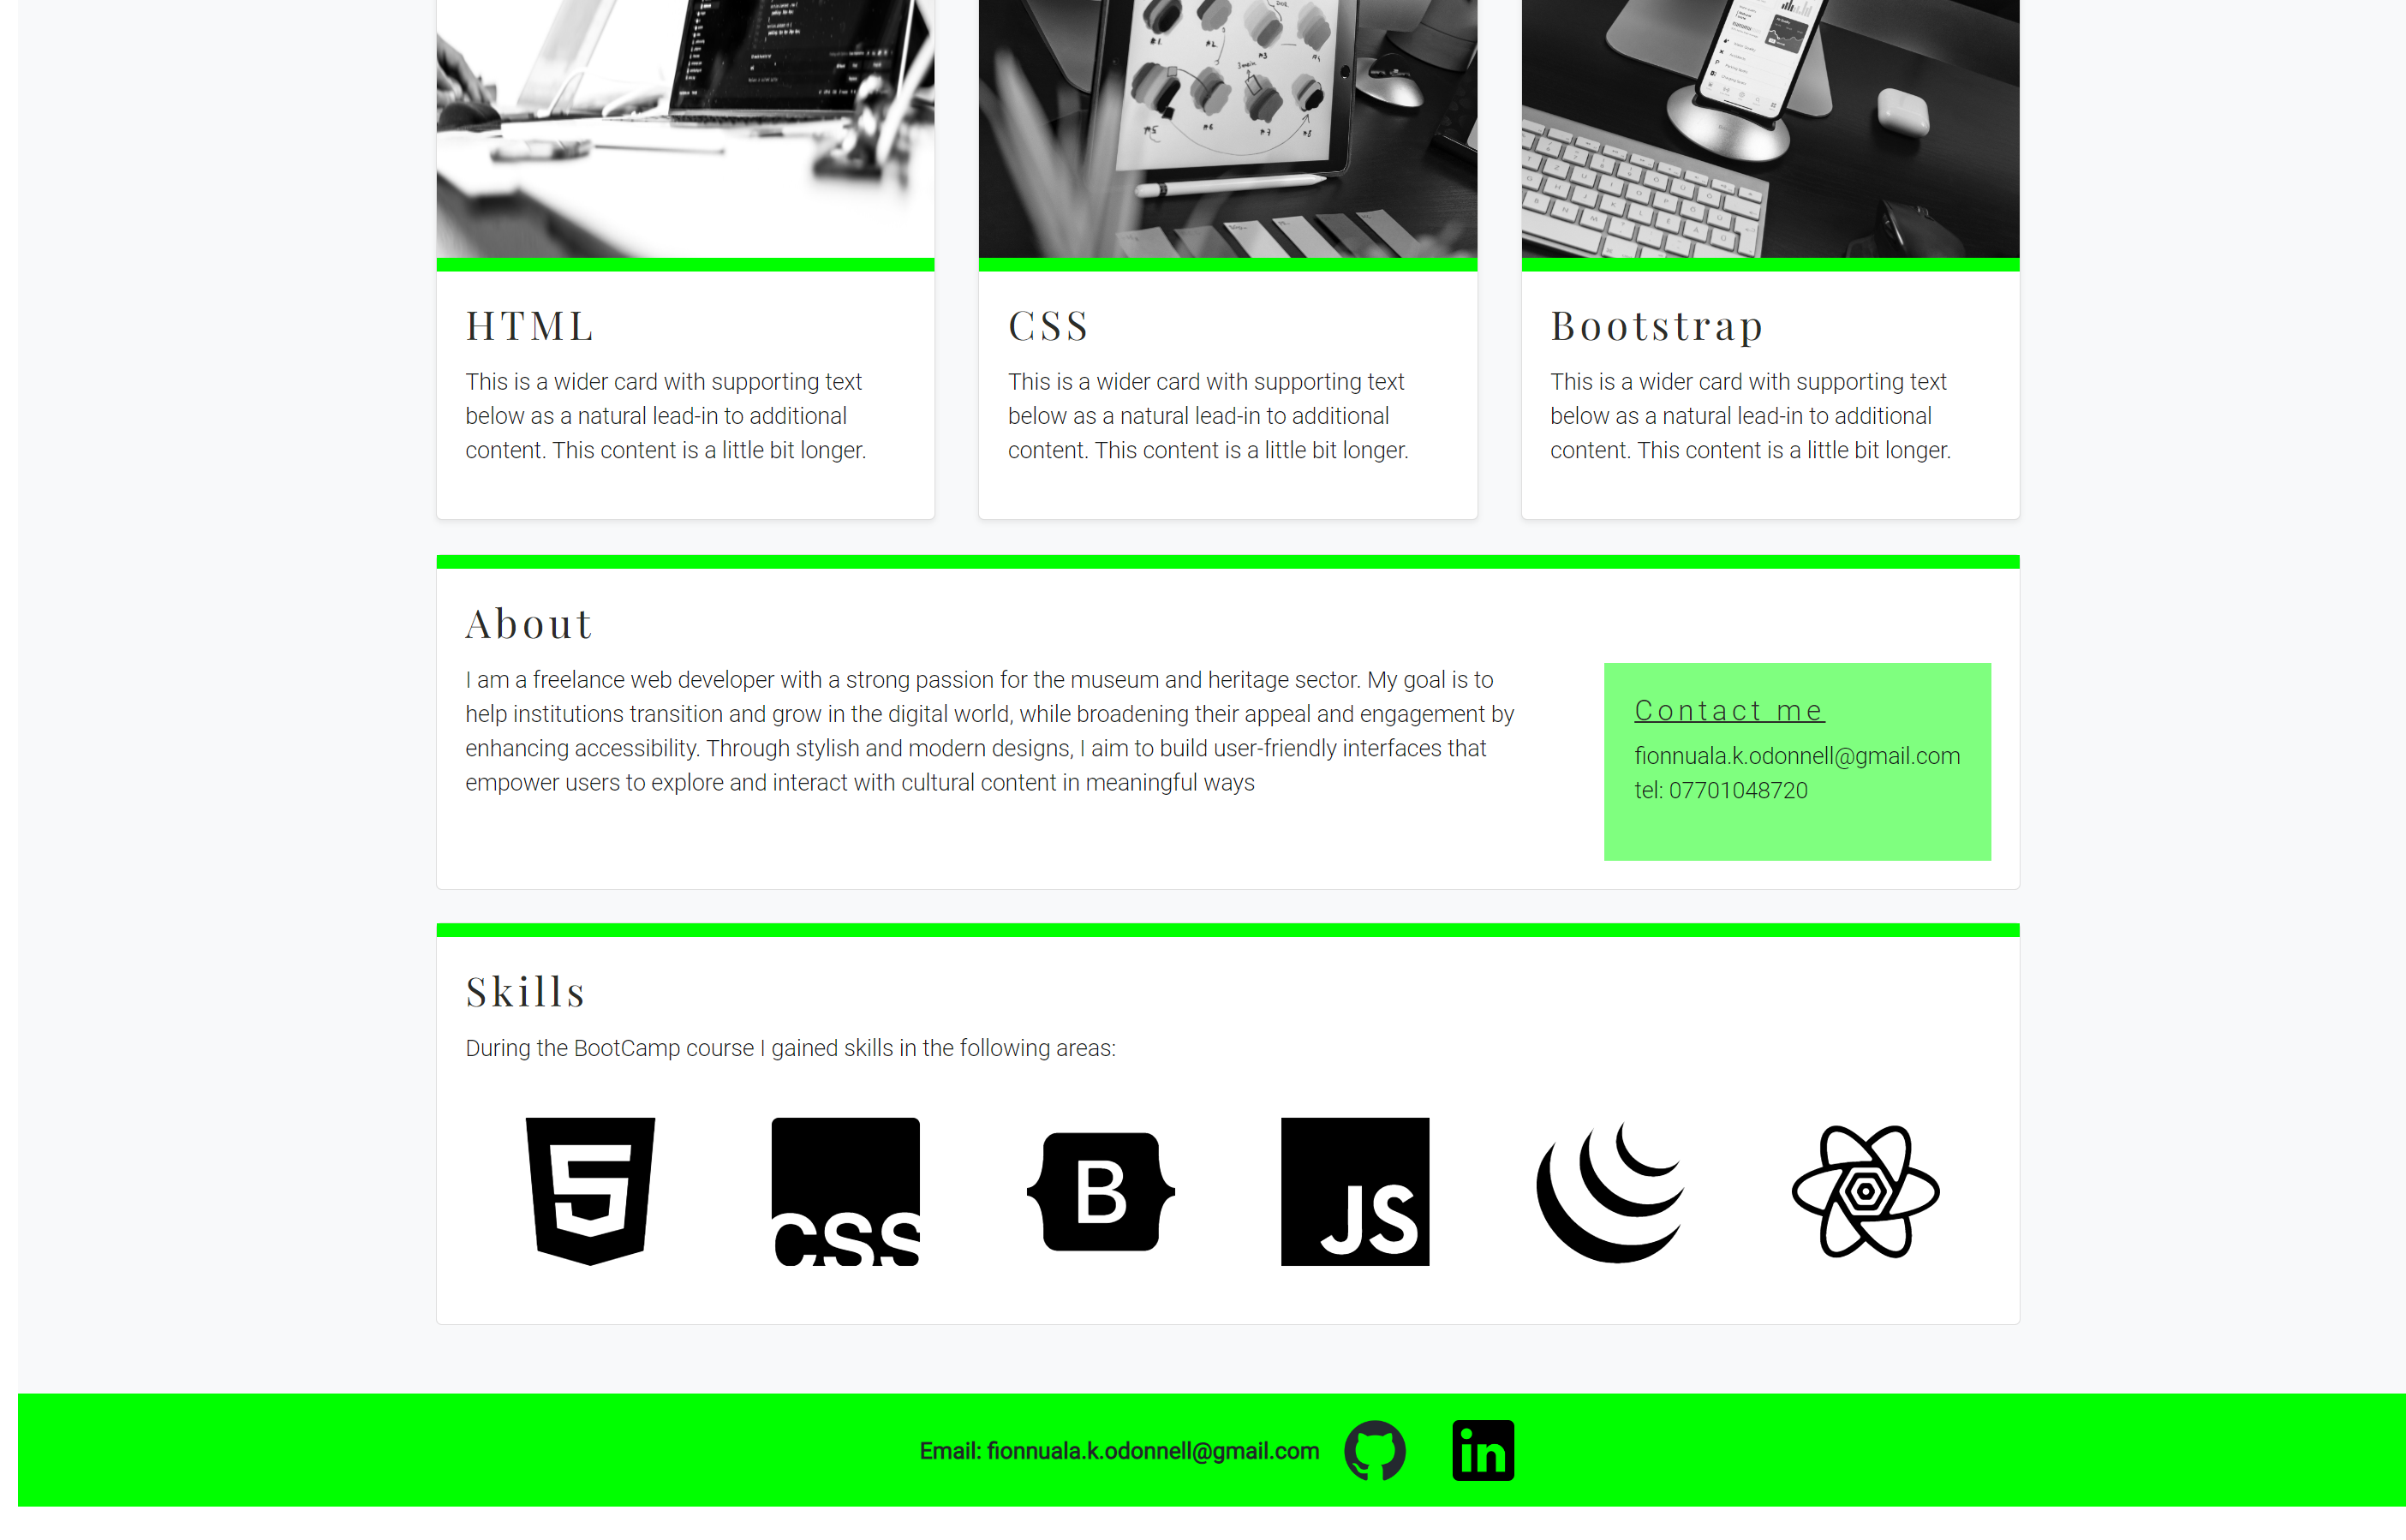 HTML
CSS
Bootstrap
This is a wider card with supporting text
below as a natural lead-in to additional
content. This content is a little bit longer.
This is a wider card with supporting text
below as a natural lead-in to additional
content. This content is a little bit longer.
This is a wider card with supporting text
below as a natural lead-in to additional
content. This content is a little bit longer.
About
I am a freelance web developer with a strong passion for the museum and heritage sector. My goal is to
help institutions transition and grow in the digital world, while broadening their appeal and engagement by
enhancing accessibility. Through stylish and modern designs, I aim to build user-friendly interfaces that
empower users to explore and interact with cultural content in meaningful ways
Contact me
fionnuala.k.odonnell@gmail.com
tel: 07701048720
Skills
During the BootCamp course I gained skills in the following areas:
5
CSS
B
JS
Email: fionnuala.k.odonnell@gmail.com
in